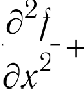 ∂²f/∂x² +